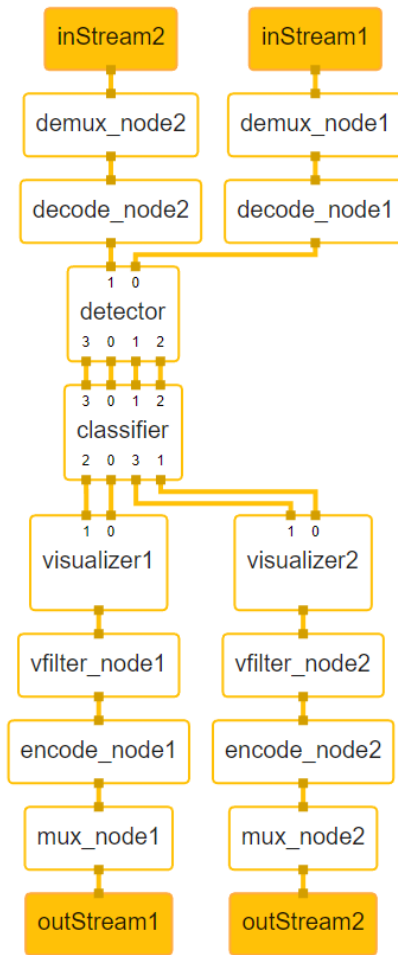 inStream2 inStream1
demux_node2 demux_node1
decode_node2 decode_node1
1 0
detector
3 0 1 2
3 0 1 2
classifier
2 0 3 1
1 0 1 0
visualizer1 visualizer2
vfilter_node1 vfilter_node2
encode_node1 encode_node2
mux_node1 mux_node2
outStream1 outStream2